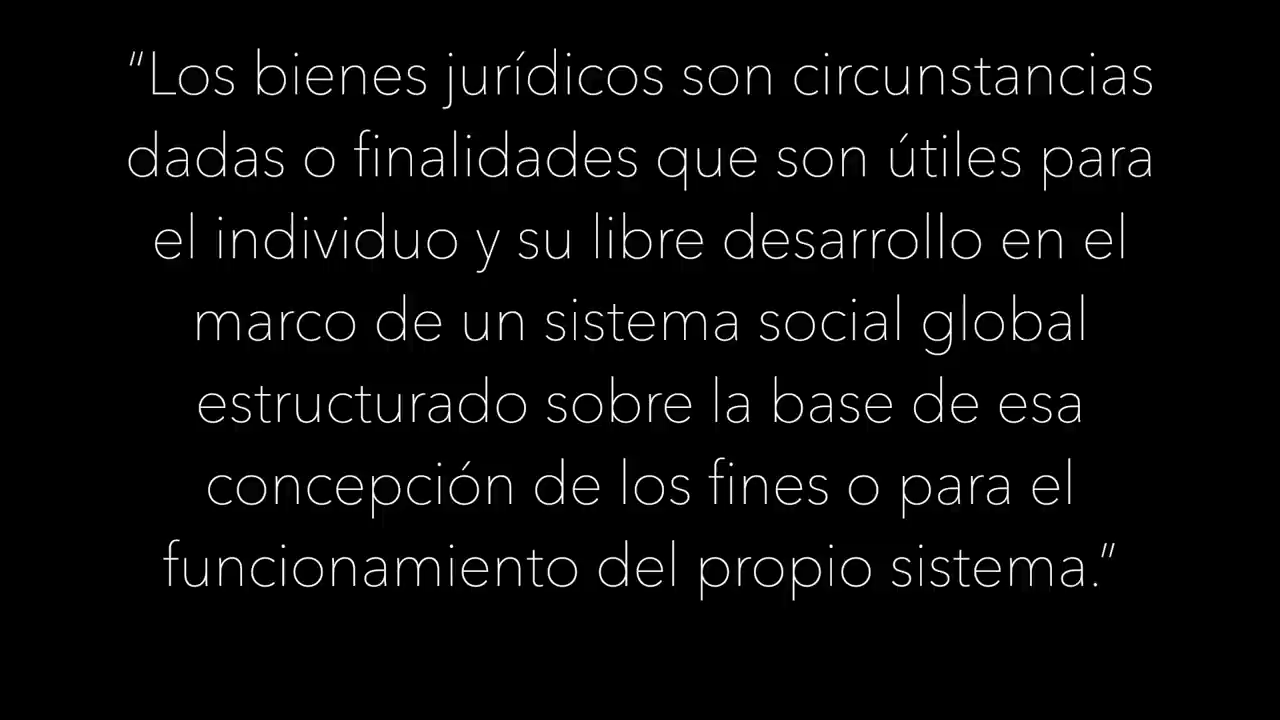 “Los bienes jurídicos son circunstancias
dadas o finalidades que son útiles para
el individuo y su libre desarrollo en el
marco de un sistema social global
estructurado sobre la base de esa
concepción de los fines o para el
funcionamiento del propio sistema.”